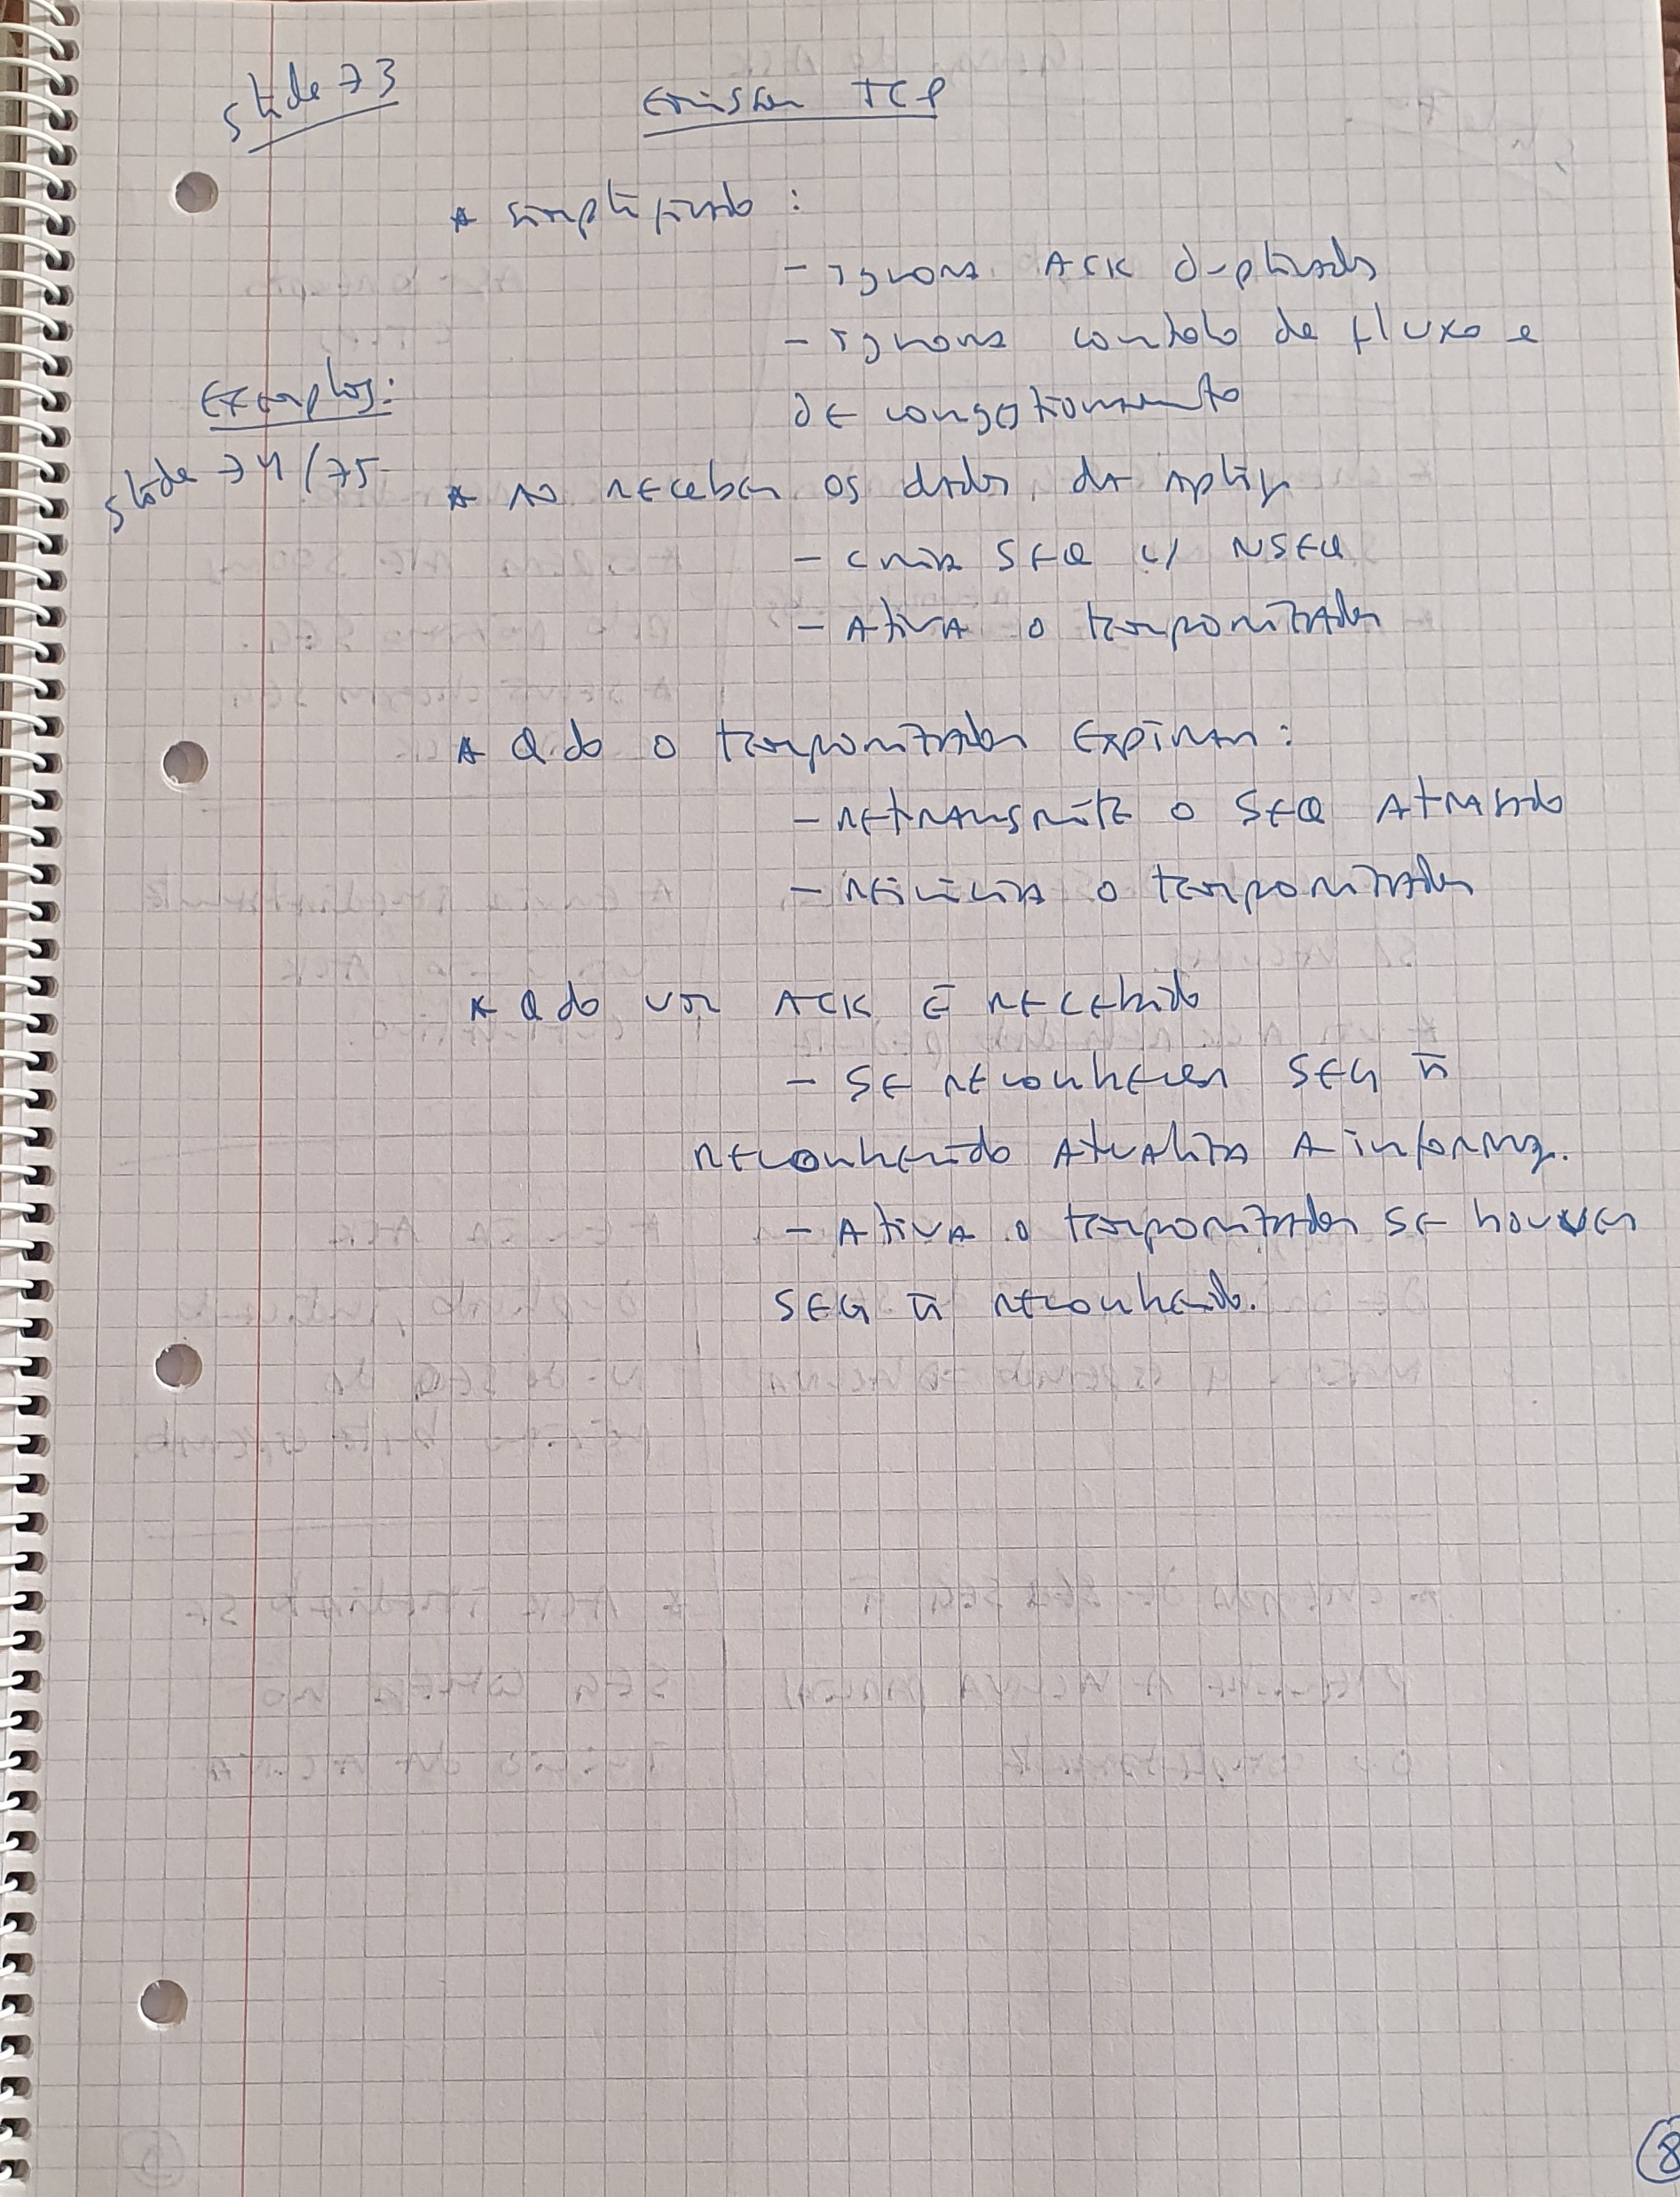 slide 73
Emissor TCP
* simplificado :
- ignora ACK duplicados
- ignora controlo de fluxo e
de congestionamento
Exemplos:
slide 74/75
* Ao receber os dados da apliç
- cria SEQ c/ NSEQ
- Ativa o temporizador
* Qdo o temporizador Expirar :
- retransmite o SEQ Atrasado
- reinicia o temporizador
* Qdo um ACK É recebido
- SE reconhecer SEG ñ
reconhecido Atualiza A informaç.
- Ativa o temporizador SE houver
SEG ñ reconhecido.
8